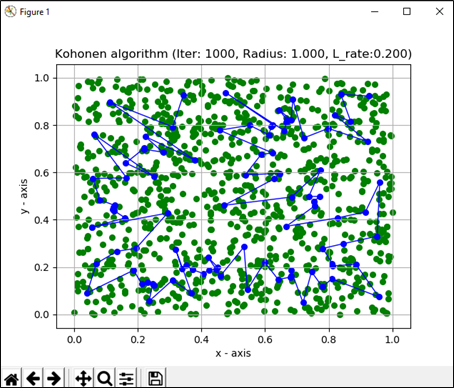 Figure 1
Kohonen algorithm (Iter: 1000, Radius: 1.000, L_rate:0.200)
1.0
0.8
0.6
0.4
0.2
0.0
y - axis
0.0 0.2 0.4 0.6 0.8 1.0
x - axis